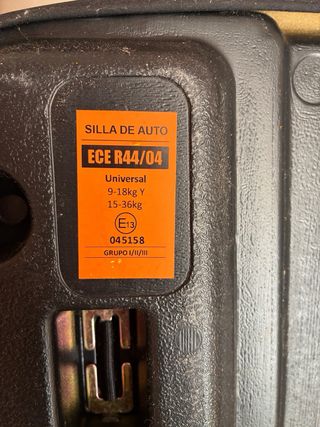 SILLA DE AUTO
ECE R44/04
Universal
9-18kg Y
15-36kg
E13
045158
GRUPO I/II/III